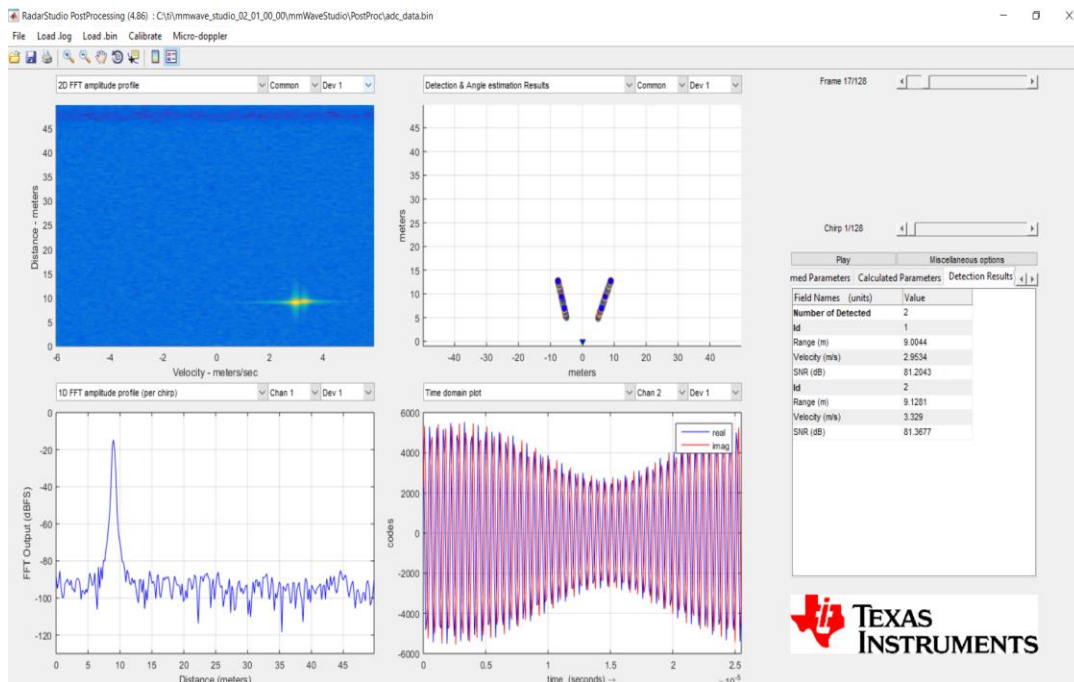 RadarStudio PostProcessing (4.86) : C:\ti\mmwave_studio_02_01_00_00\mmWaveStudio\PostProc\adc_data.bin
File Load .log Load .bin Calibrate Micro-doppler
2D FFT amplitude profile Common Dev 1
Distance - meters
45
40
35
30
25
20
15
10
5
0
-6 -4 -2 0 2 4
Velocity - meters/sec
Detection & Angle estimation Results Common Dev 1
meters
45
40
35
30
25
20
15
10
5
0
-40 -30 -20 -10 0 10 20 30 40
meters
Frame 17/128
Chirp 1/128
Play Miscellaneous options
med Parameters Calculated Parameters Detection Results
Field Names (units) Value
Number of Detected 2
Id 1
Range (m) 9.0044
Velocity (m/s) 2.9534
SNR (dB) 81.2043
Id 2
Range (m) 9.1281
Velocity (m/s) 3.329
SNR (dB) 81.3677
1D FFT amplitude profile (per chirp) Chan 1 Dev 1
FFT Output (dBFS)
0
-20
-40
-60
-80
-100
-120
0 5 10 15 20 25 30 35 40 45
Distance (meters)
Time domain plot Chan 2 Dev 1
codes
6000
4000
2000
0
-2000
-4000
-6000
real
imag
0 0.5 1 1.5 2 2.5
time (seconds) →
TEXAS
INSTRUMENTS